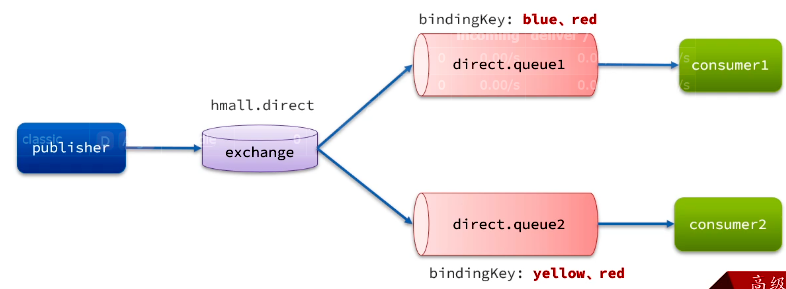 bindingKey: blue、red
incoming deliver /
0 0.00/s 0.0 /s
direct.queue1
consumer1
0 0.00/s 0.0 /s
hmall.direct
classic D 0
publisher
exchange
direct.queue2
consumer2
bindingKey: yellow、red
高级